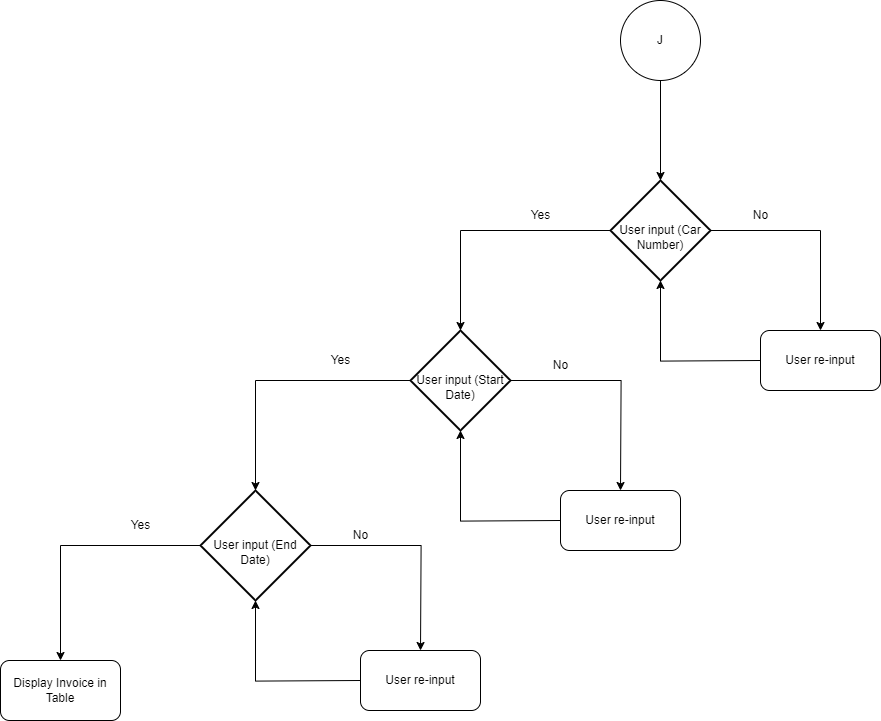 J
Yes
No
User input (Car
Number)
User re-input
Yes
No
User input (Start
Date)
User re-input
Yes
No
User input (End
Date)
User re-input
Display Invoice in
Table